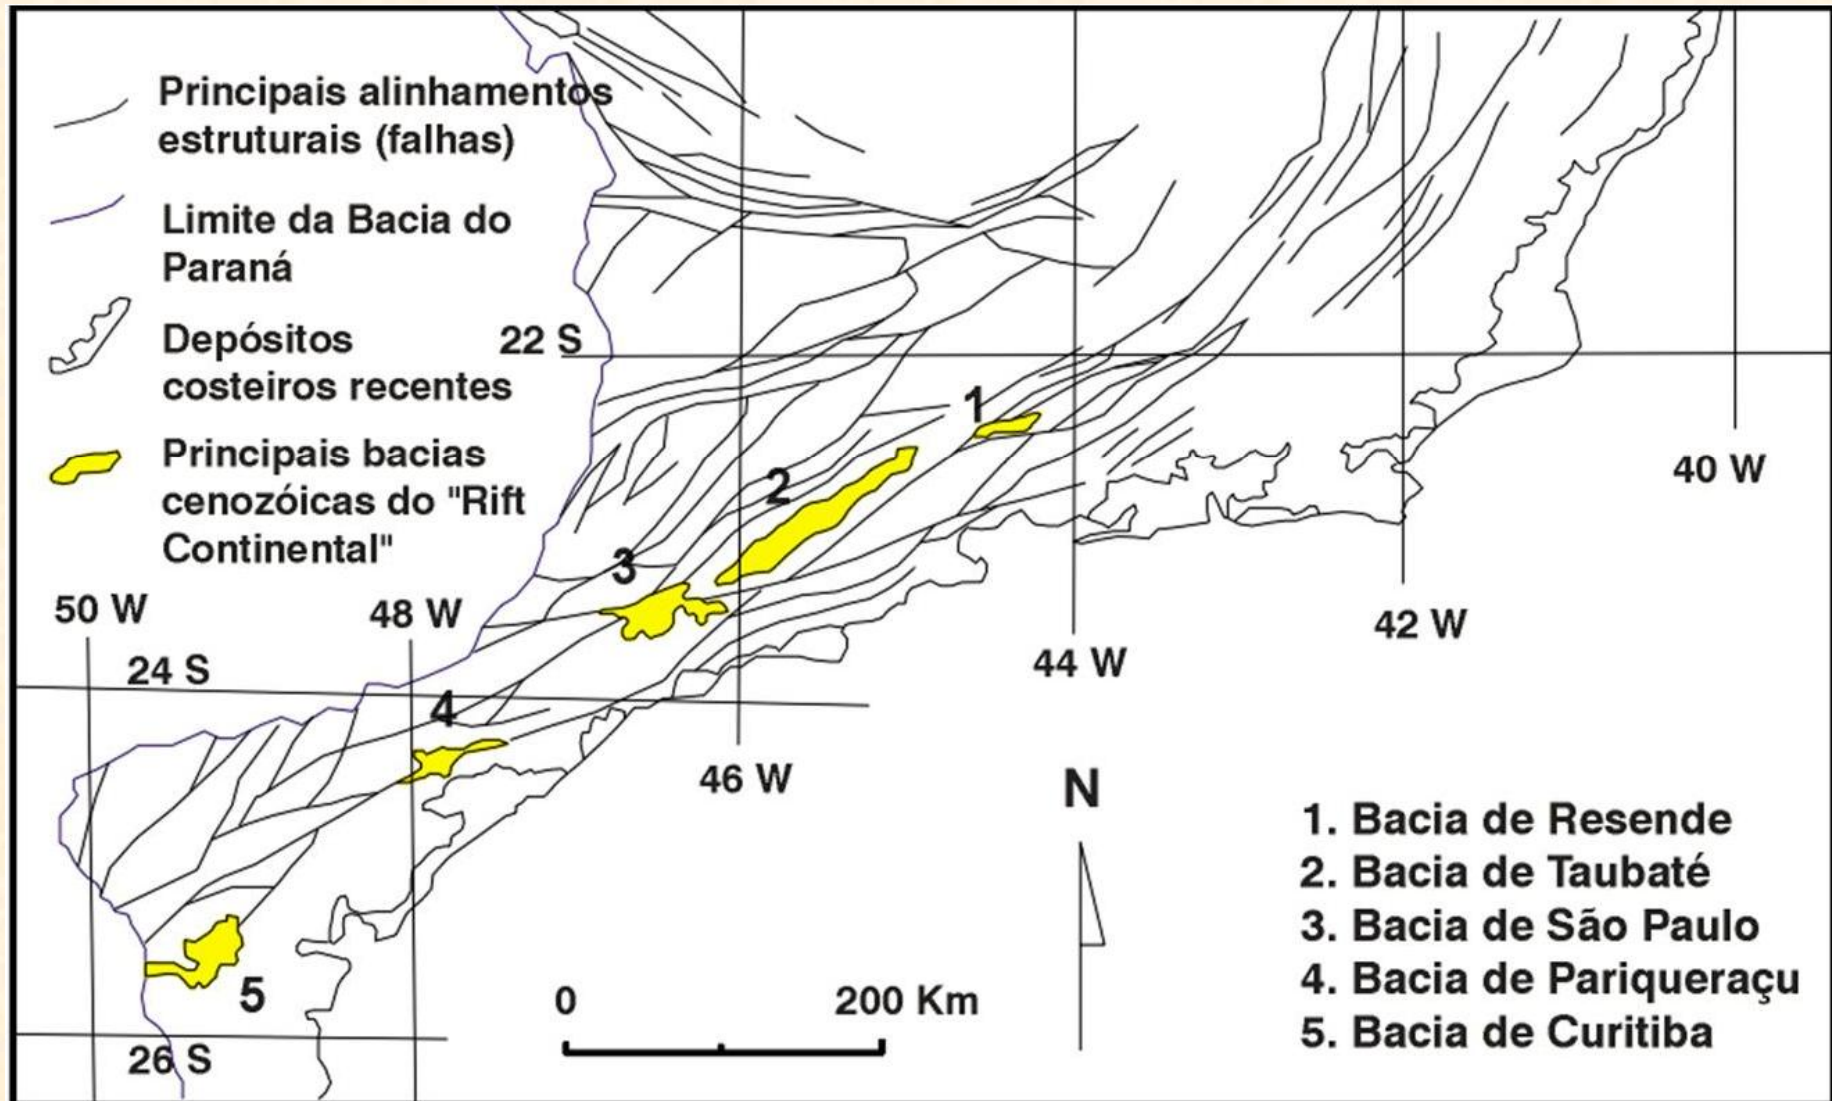 Principais alinhamentos
estruturais (falhas)
Limite da Bacia do
Paraná
Depósitos
costeiros recentes
Principais bacias
cenozóicas do "Rift
Continental"
22 S
1
2
3
40 W
50 W
48 W
42 W
24 S
44 W
4
46 W
N
1. Bacia de Resende
2. Bacia de Taubaté
3. Bacia de São Paulo
4. Bacia de Pariqueraçu
5. Bacia de Curitiba
5
0
200 Km
26 S